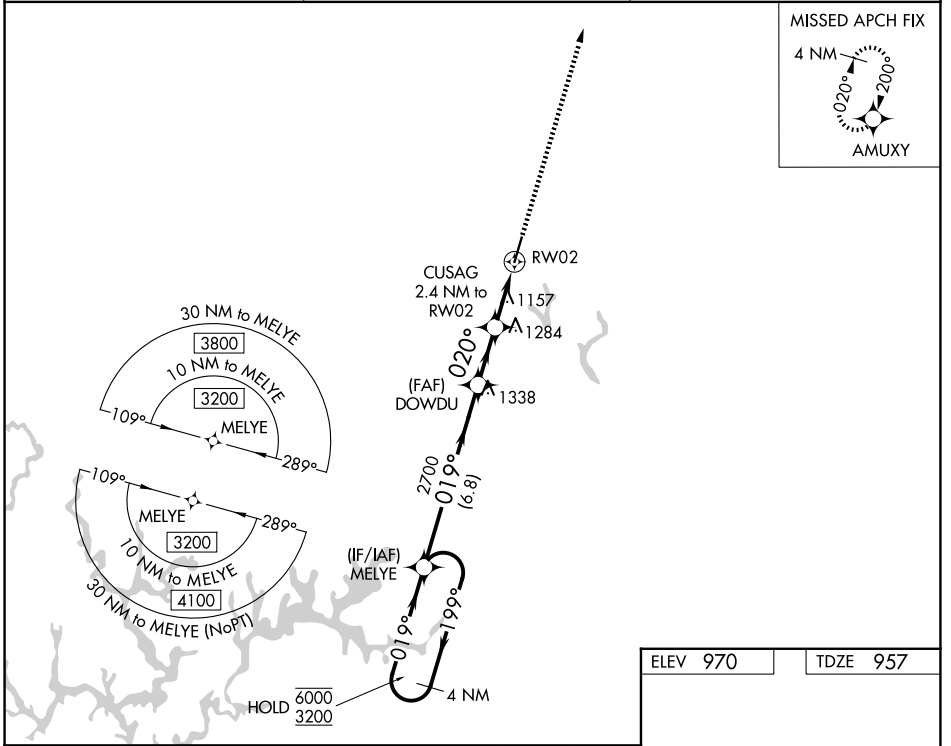 MISSED APCH FIX
4 NM
020°
200°
AMUXY
RW02
CUSAG
2.4 NM to
RW02
1157
1284
020°
(FAF)
DOWDU
1338
30 NM to MELYE
3800
10 NM to MELYE
3200
109°
MELYE
289°
2700
019°
(6.8)
109°
MELYE
289°
3200
10 NM to MELYE
4100
30 NM to MELYE (NoPT)
(IF/IAF)
MELYE
019°
199°
HOLD
6000
3200
4 NM
ELEV 970
TDZE 957